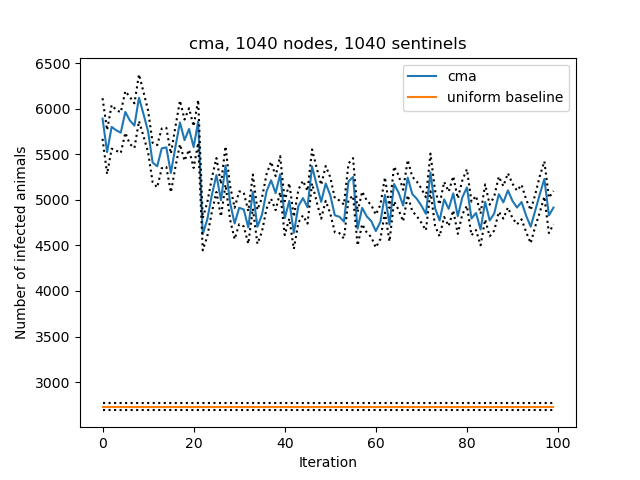 cma, 1040 nodes, 1040 sentinels
cma
uniform baseline
6500
6000
5500
5000
4500
4000
3500
3000
Number of infected animals
0 20 40 60 80 100
Iteration